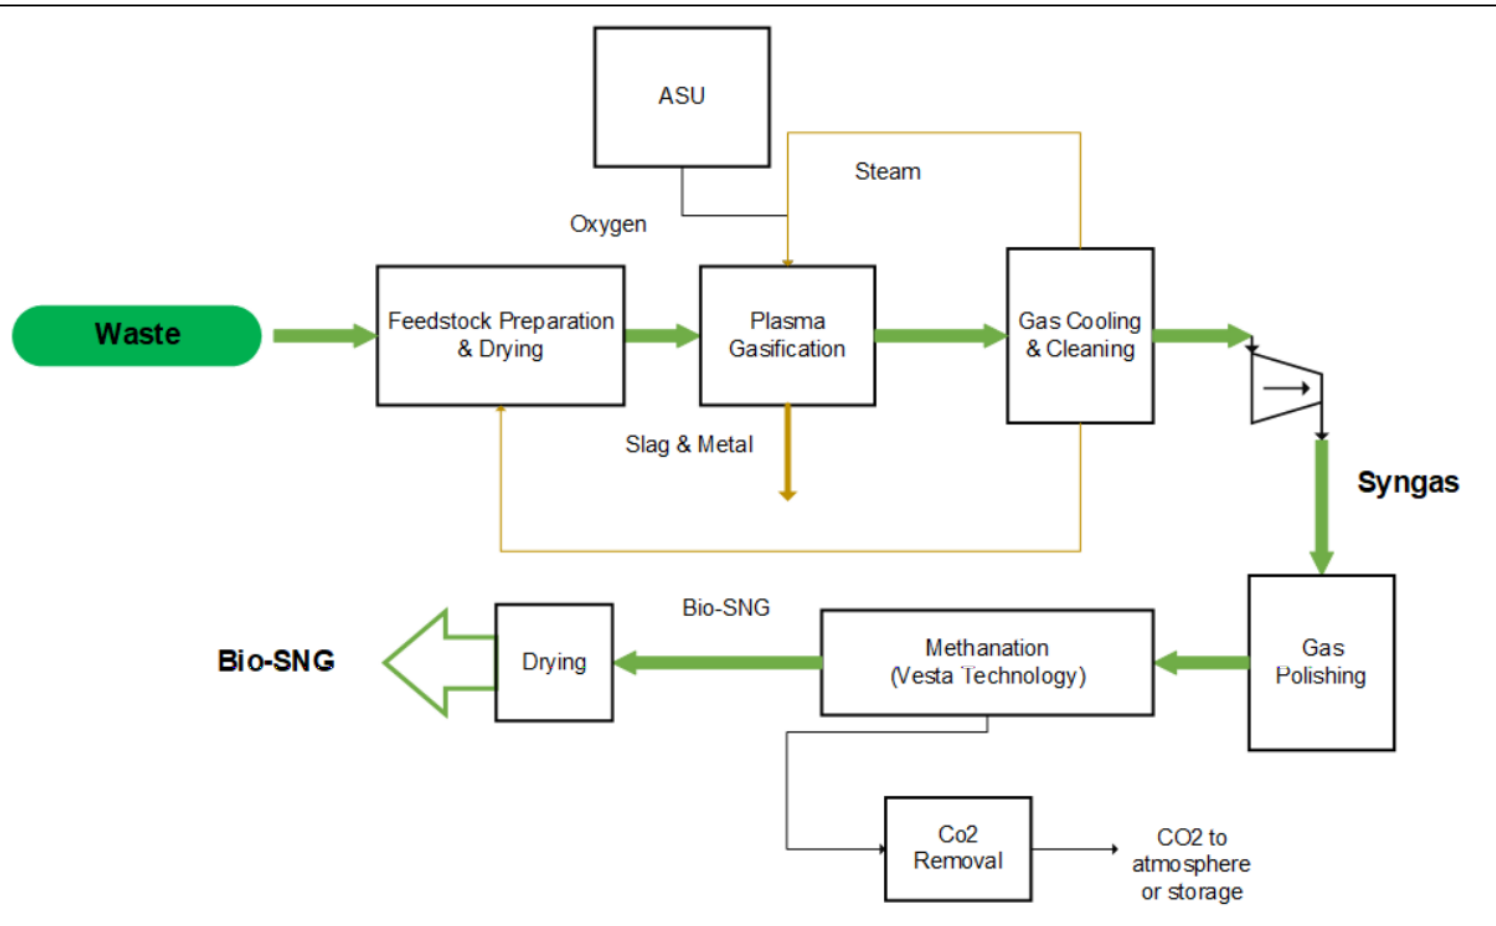 ASU
Steam
Oxygen
Waste
Feedstock Preparation
& Drying
Plasma
Gasification
Gas Cooling
& Cleaning
Slag & Metal
Syngas
Bio-SNG
Bio-SNG
Drying
Methanation
(Vesta Technology)
Gas
Polishing
Co2
Removal
CO2 to
atmosphere
or storage